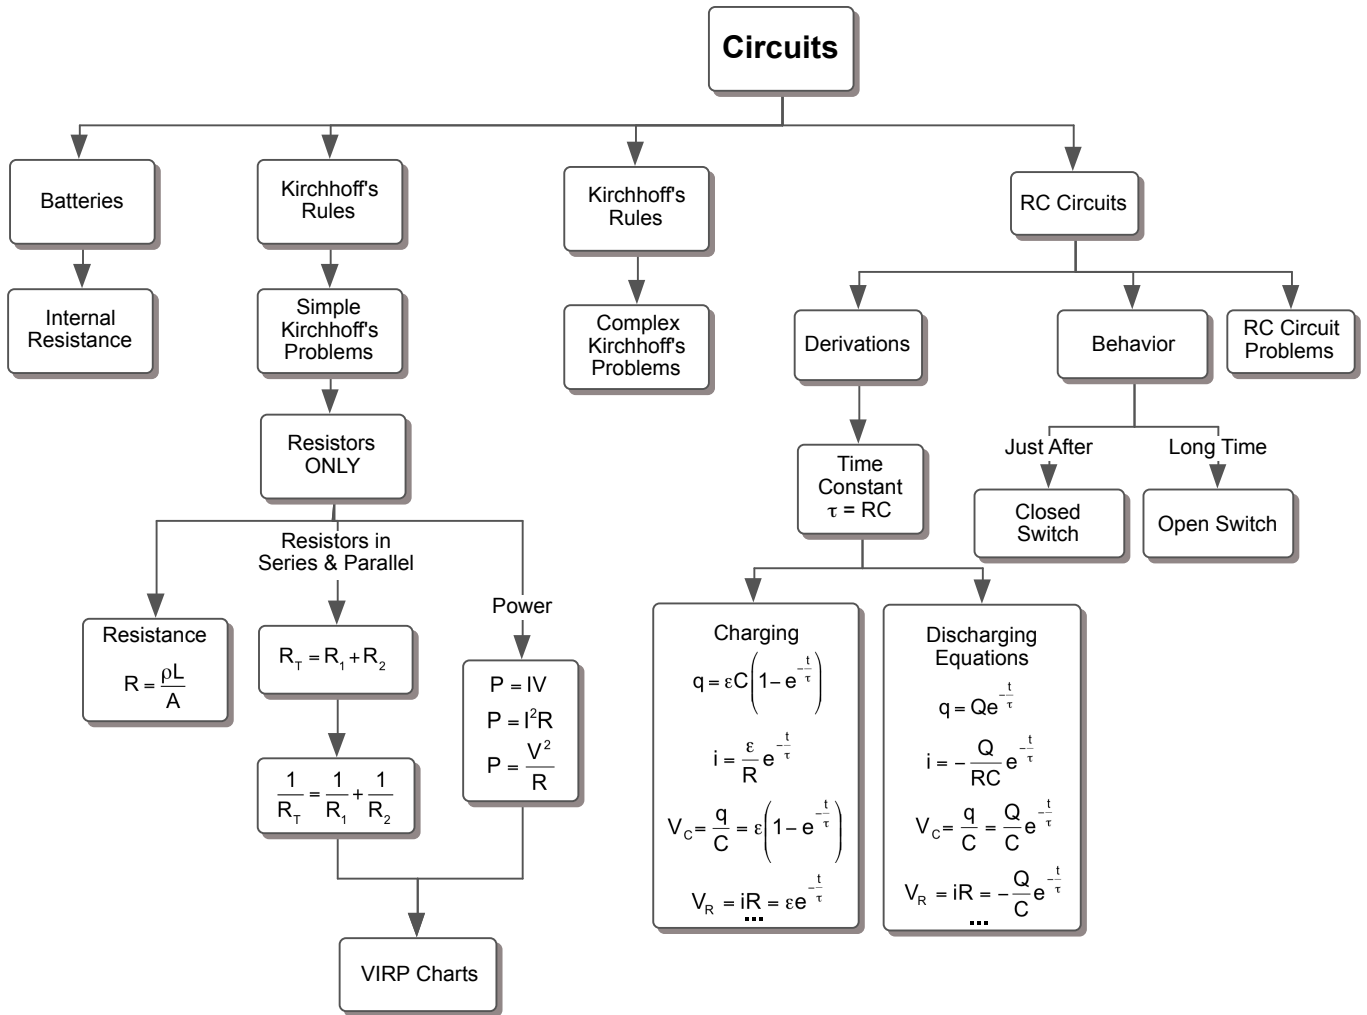 Circuits
Batteries
Kirchhoff's
Rules
Kirchhoff's
Rules
RC Circuits
Internal
Resistance
Simple
Kirchhoff's
Problems
Complex
Kirchhoff's
Problems
Derivations
Behavior
RC Circuit
Problems
Resistors
ONLY
Time
Constant
τ = RC
Just After
Long Time
Closed
Switch
Open Switch
Resistors in
Series & Parallel
Power
Resistance
R = ρL/A
R_T = R_1 + R_2
1/R_T = 1/R_1 + 1/R_2
P = IV
P = I²R
P = V²/R
VIRP Charts
Charging
q = εC(1 − e^(−t/τ))
i = ε/R e^(−t/τ)
V_C = q/C = ε(1 − e^(−t/τ))
V_R = iR = εe^(−t/τ)
...
Discharging
Equations
q = Qe^(−t/τ)
i = −Q/RC e^(−t/τ)
V_C = q/C = Q/C e^(−t/τ)
V_R = iR = −Q/C e^(−t/τ)
...